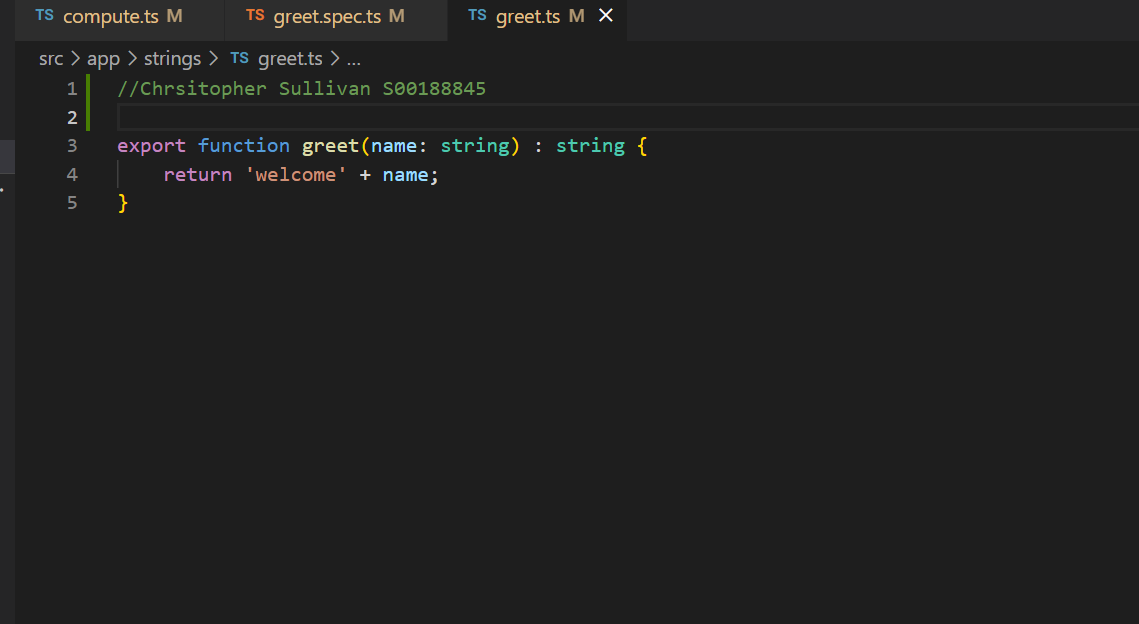 TS compute.ts M TS greet.spec.ts M TS greet.ts M
src > app > strings > TS greet.ts > ...
1 //Chrsitopher Sullivan S00188845
2
3 export function greet(name: string) : string {
4 return 'welcome' + name;
5 }